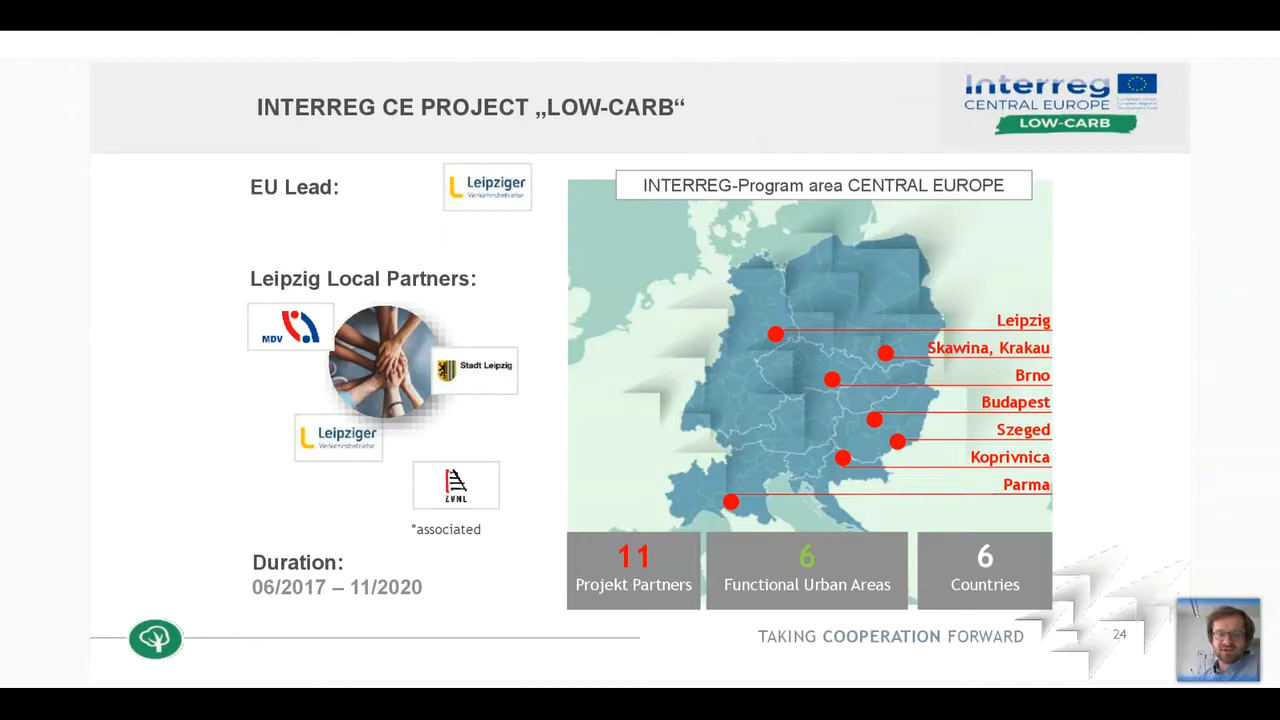 INTERREG CE PROJECT „LOW-CARB“
Interreg
CENTRAL EUROPE
LOW-CARB
EU Lead:
Leipziger
Verkehrsbetriebe
INTERREG-Program area CENTRAL EUROPE
Leipzig Local Partners:
MDV
Stadt Leipzig
Leipziger
Verkehrsbetriebe
ZVNL
*associated
Duration:
06/2017 – 11/2020
Leipzig
Skawina, Krakau
Brno
Budapest
Szeged
Koprivnica
Parma
11
Projekt Partners
6
Functional Urban Areas
6
Countries
TAKING COOPERATION FORWARD
24